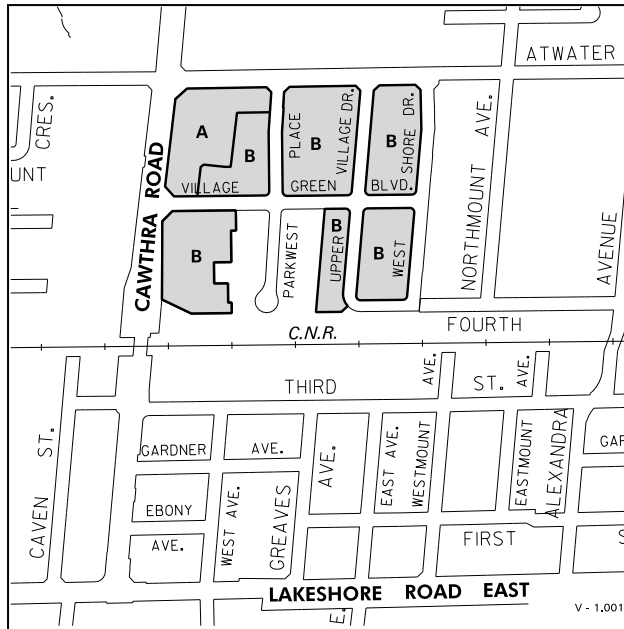 ATWATER
CRES.
UNT
CAWTHRA ROAD
A
B
PLACE
B
VILLAGE DR.
B
SHORE DR.
NORTHMOUNT AVE.
VILLAGE GREEN BLVD.
B
PARKWEST
B
UPPER
B
WEST
AVENUE
C.N.R.
FOURTH
THIRD ST.
AVE.
AVE.
CAVEN ST.
GARDNER AVE.
AVE.
EAST AVE.
WESTMOUNT
EASTMOUNT
ALEXANDRA
GAR
EBONY
AVE.
WEST AVE.
GREAVES
FIRST
S
LAKESHORE ROAD EAST
E.
V - 1.001